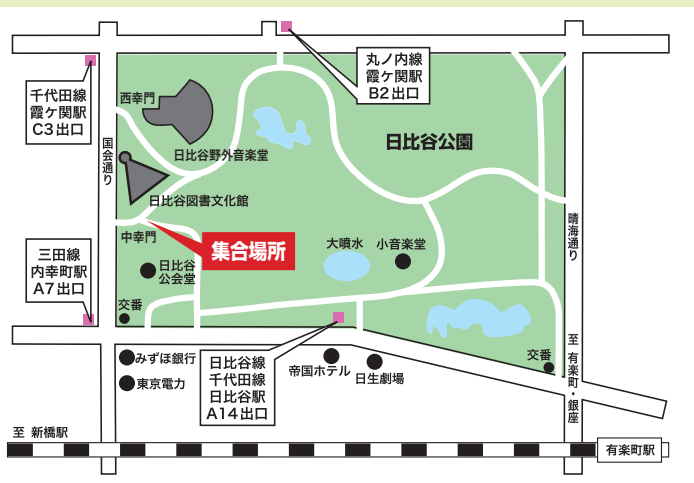 丸ノ内線
霞ケ関駅
B2出口
千代田線
霞ケ関駅
C3出口
西幸門
日比谷公園
国会通り
日比谷野外音楽堂
日比谷図書文化館
中幸門
集合場所
大噴水
小音楽堂
晴海通り
三田線
内幸町駅
A7出口
日比谷
公会堂
交番
みずほ銀行
東京電力
日比谷線
千代田線
日比谷駅
A14出口
帝国ホテル
日生劇場
交番
至 有楽町・銀座
至 新橋駅
有楽町駅